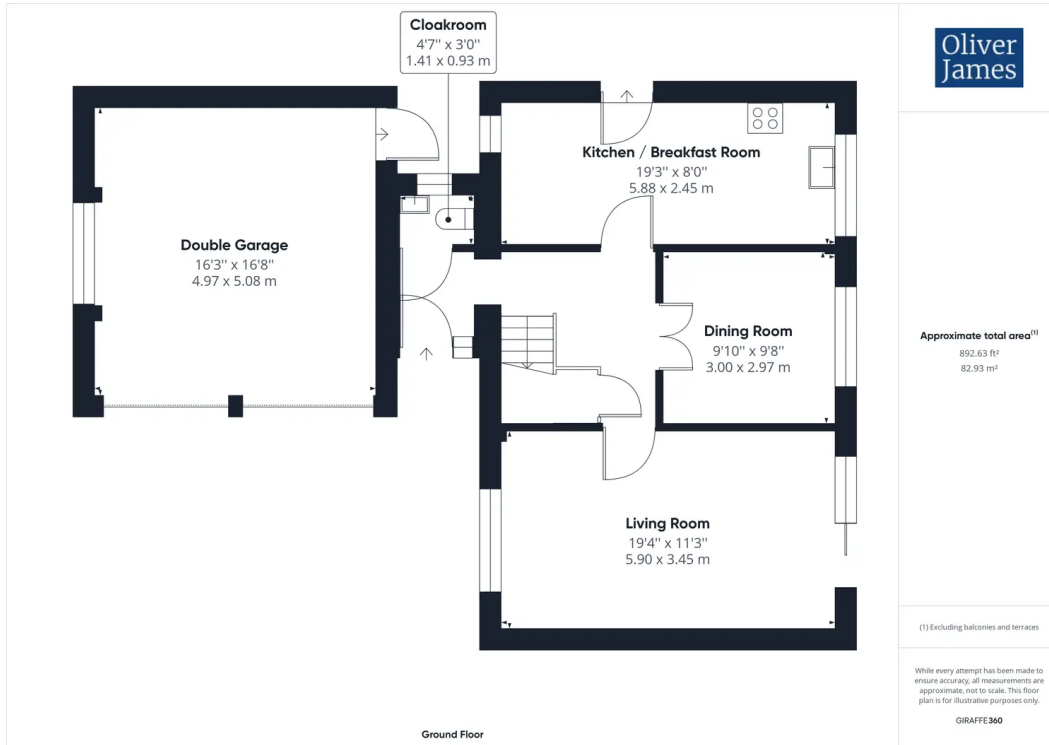 Cloakroom
4'7'' x 3'0''
1.41 x 0.93 m
Oliver
James
Kitchen / Breakfast Room
19'3'' x 8'0''
5.88 x 2.45 m
Double Garage
16'3'' x 16'8''
4.97 x 5.08 m
Dining Room
9'10'' x 9'8''
3.00 x 2.97 m
Approximate total area(1)
892.63 ft²
82.93 m²
Living Room
19'4'' x 11'3''
5.90 x 3.45 m
(1) Excluding balconies and terraces
While every attempt has been made to
ensure accuracy, all measurements are
approximate, not to scale. This floor
plan is for illustrative purposes only.
GIRAFFE360
Ground Floor